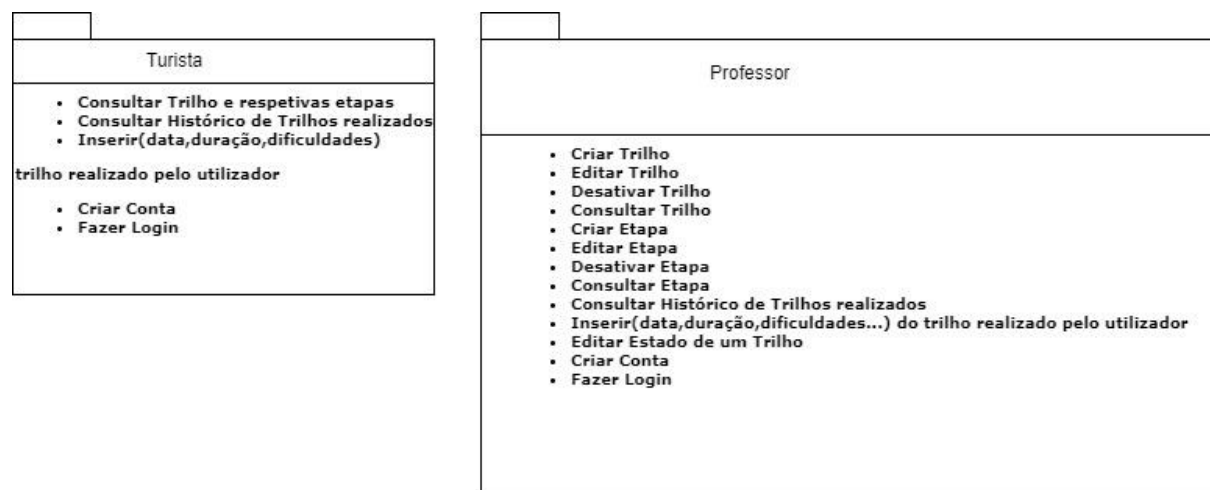 Turista
• Consultar Trilho e respetivas etapas
• Consultar Histórico de Trilhos realizados
• Inserir(data,duração,dificuldades)
trilho realizado pelo utilizador
• Criar Conta
• Fazer Login
Professor
• Criar Trilho
• Editar Trilho
• Desativar Trilho
• Consultar Trilho
• Criar Etapa
• Editar Etapa
• Desativar Etapa
• Consultar Etapa
• Consultar Histórico de Trilhos realizados
• Inserir(data,duração,dificuldades...) do trilho realizado pelo utilizador
• Editar Estado de um Trilho
• Criar Conta
• Fazer Login